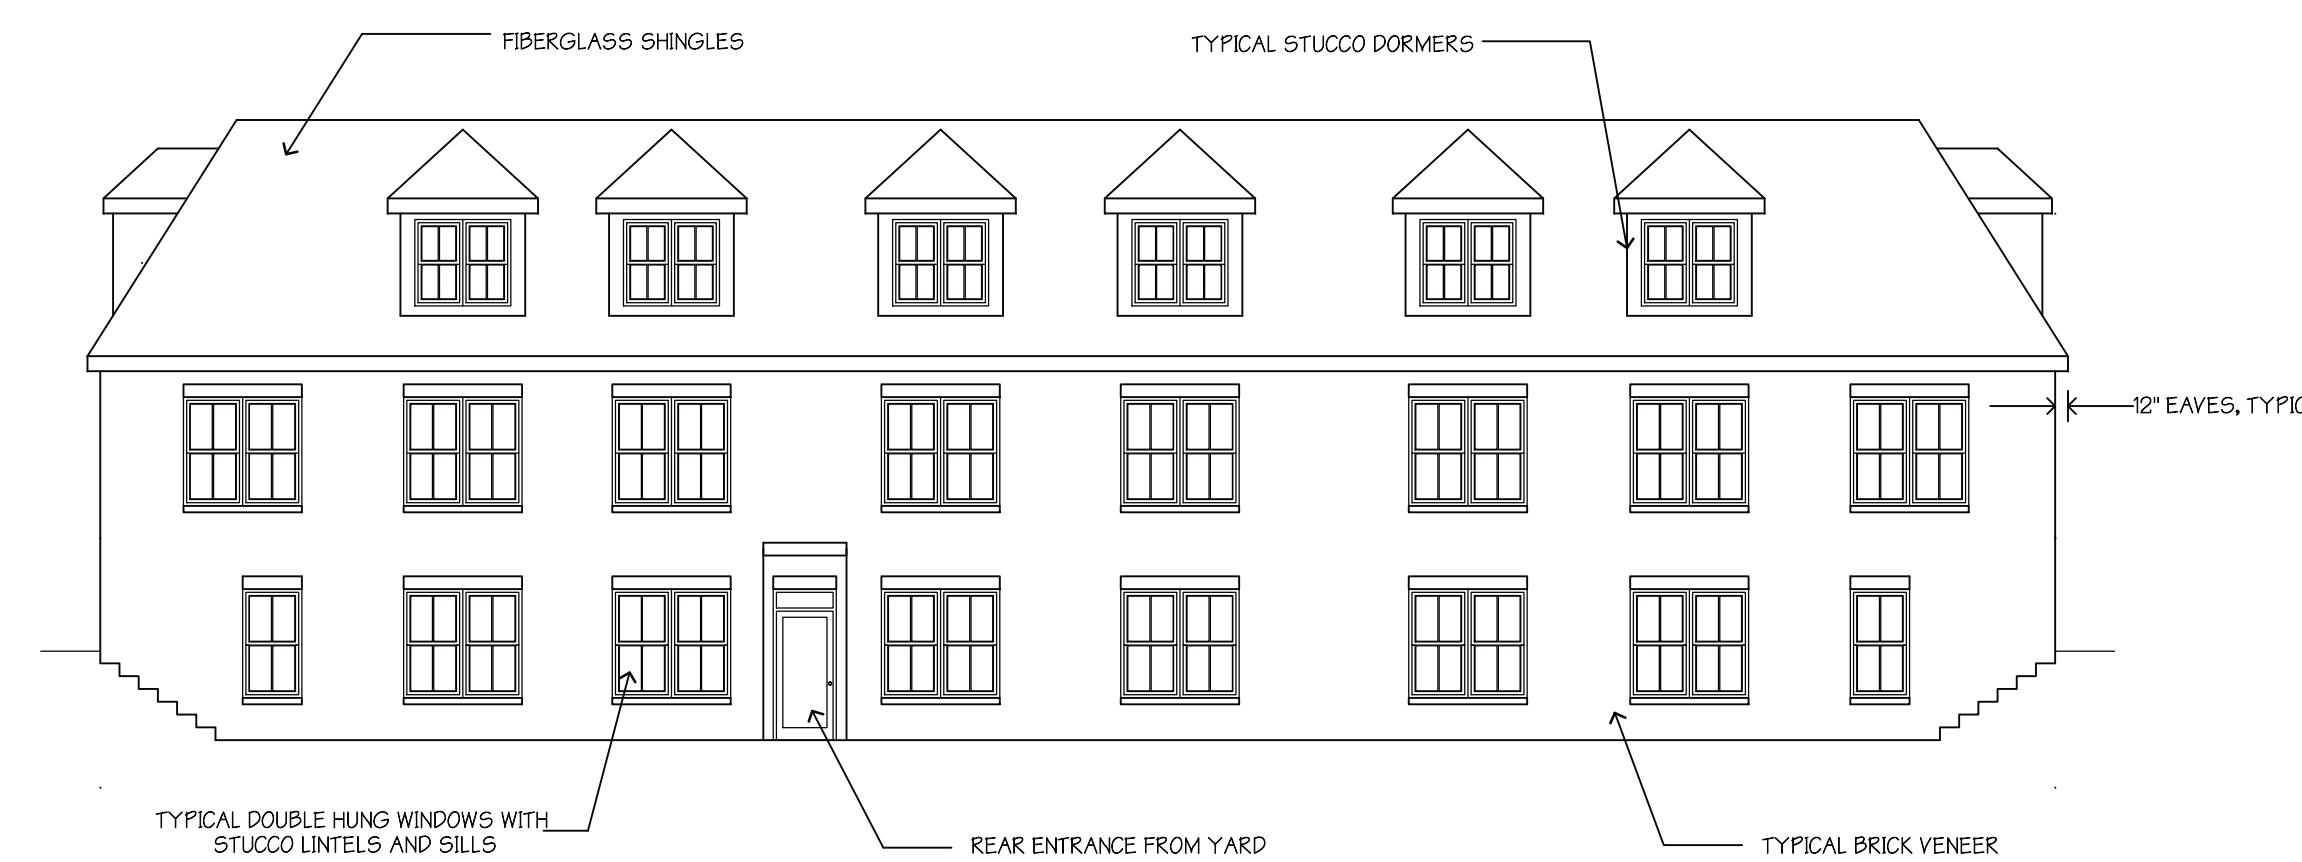 FIBERGLASS SHINGLES
TYPICAL STUCCO DORMERS
12" EAVES,
TYPICAL DOUBLE HUNG WINDOWS WITH
STUCCO LINTELS AND SILLS
REAR ENTRANCE FROM YARD
TYPICAL BRICK VENEER